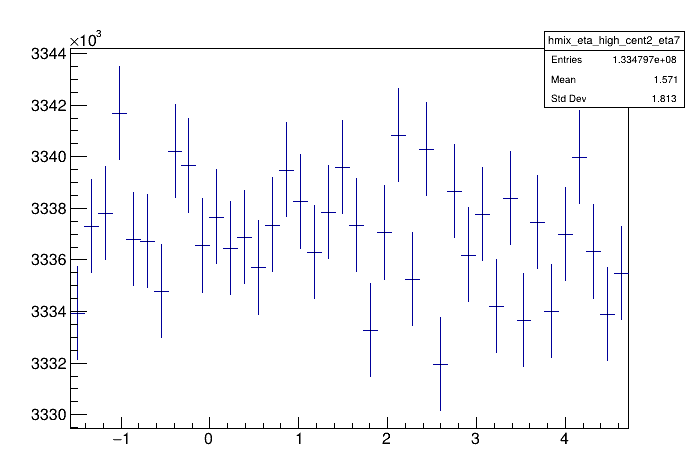 ×10³
hmix_eta_high_cent2_eta7
Entries 1.334797e+08
Mean 1.571
Std Dev 1.813
3344
3342
3340
3338
3336
3334
3332
3330
−1 0 1 2 3 4